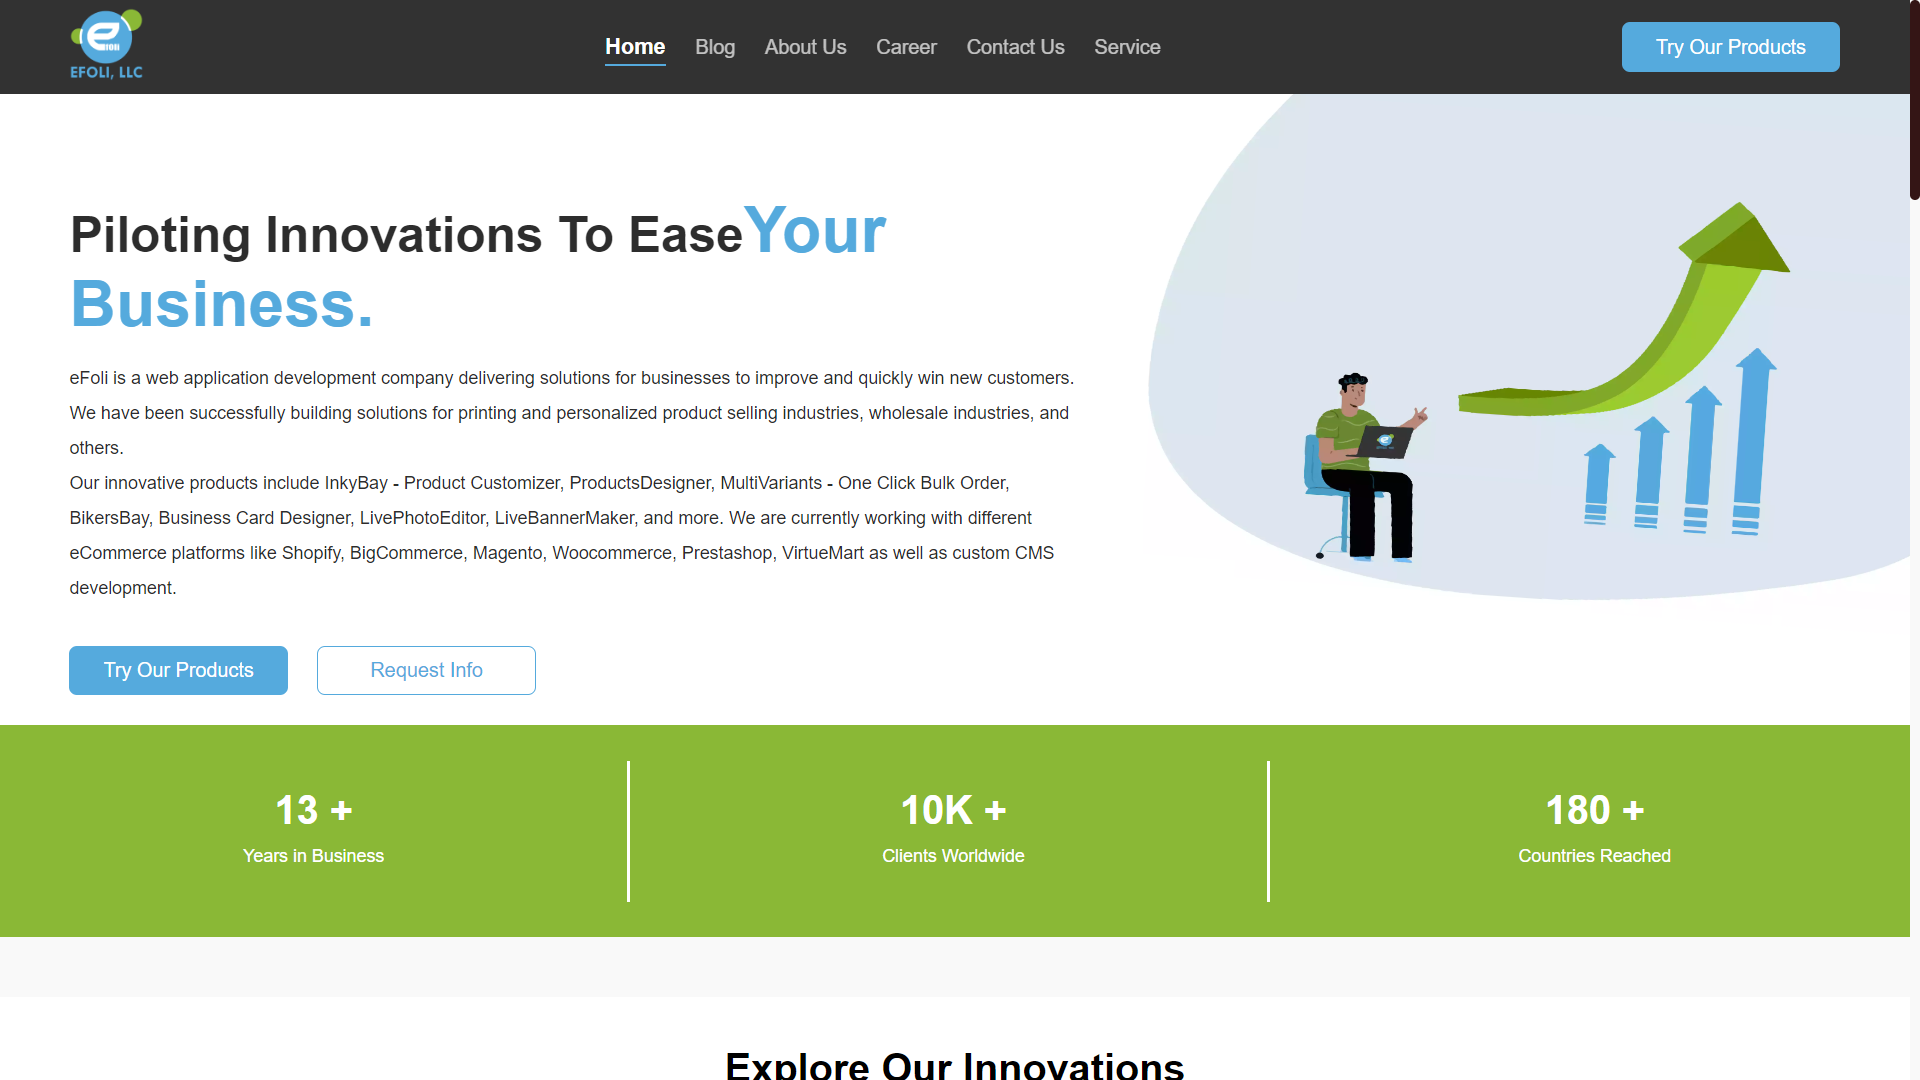 EFOLI, LLC
Home Blog About Us Career Contact Us Service
Try Our Products
Piloting Innovations To EaseYour
Business.
eFoli is a web application development company delivering solutions for businesses to improve and quickly win new customers.
We have been successfully building solutions for printing and personalized product selling industries, wholesale industries, and
others.
Our innovative products include InkyBay - Product Customizer, ProductsDesigner, MultiVariants - One Click Bulk Order,
BikersBay, Business Card Designer, LivePhotoEditor, LiveBannerMaker, and more. We are currently working with different
eCommerce platforms like Shopify, BigCommerce, Magento, Woocommerce, Prestashop, VirtueMart as well as custom CMS
development.
Try Our Products Request Info
13 + 10K + 180 +
Years in Business Clients Worldwide Countries Reached
Explore Our Innovations